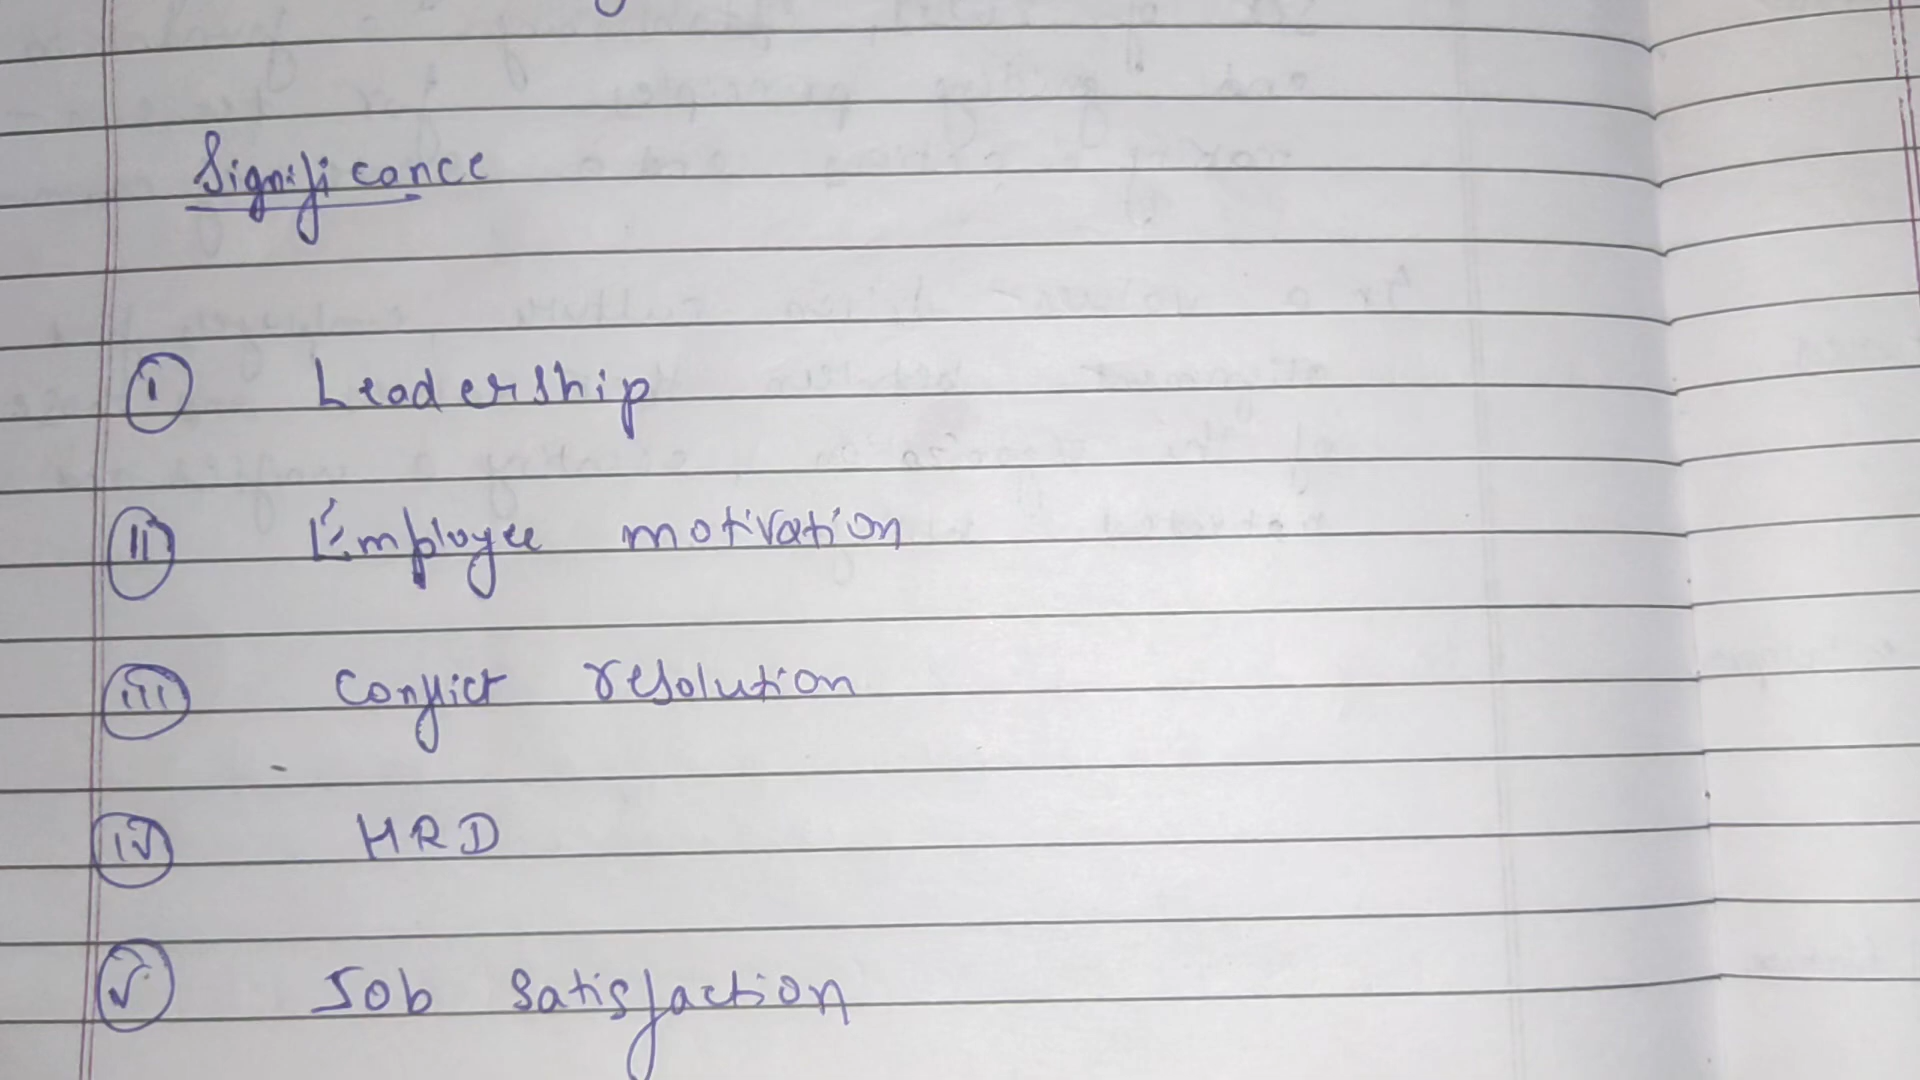 Significance
(i) Leadership
(ii) Employee motivation
(iii) Conflict resolution
(iv) HRD
(v) Job satisfaction